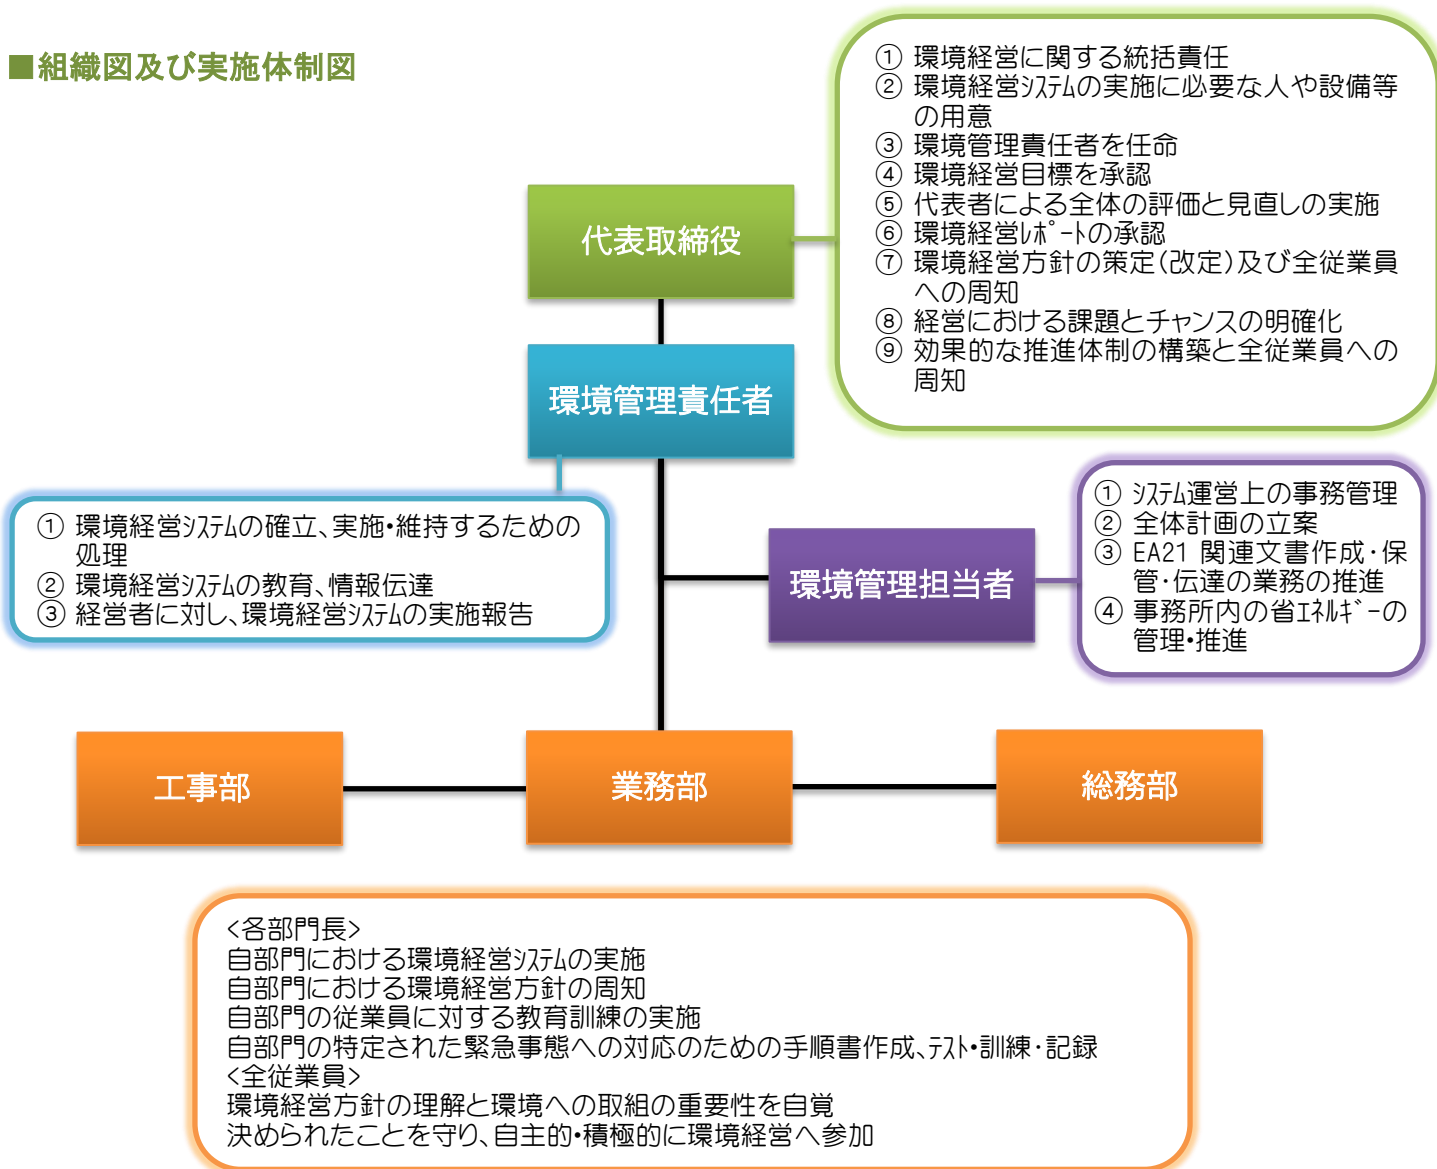 ■組織図及び実施体制図
① 環境経営に関する統括責任
② 環境経営ｼｽﾃﾑの実施に必要な人や設備等
の用意
③ 環境管理責任者を任命
④ 環境経営目標を承認
⑤ 代表者による全体の評価と見直しの実施
⑥ 環境経営ﾚﾎﾟｰﾄの承認
⑦ 環境経営方針の策定(改定)及び全従業員
への周知
⑧ 経営における課題とチャンスの明確化
⑨ 効果的な推進体制の構築と全従業員への
周知
代表取締役
環境管理責任者
① 環境経営ｼｽﾃﾑの確立、実施・維持するための
処理
② 環境経営ｼｽﾃﾑの教育、情報伝達
③ 経営者に対し、環境経営ｼｽﾃﾑの実施報告
環境管理担当者
① ｼｽﾃﾑ運営上の事務管理
② 全体計画の立案
③ EA21 関連文書作成・保
管・伝達の業務の推進
④ 事務所内の省ｴﾈﾙｷﾞｰの
管理・推進
工事部
業務部
総務部
<各部門長>
自部門における環境経営ｼｽﾃﾑの実施
自部門における環境経営方針の周知
自部門の従業員に対する教育訓練の実施
自部門の特定された緊急事態への対応のための手順書作成、ﾃｽﾄ・訓練・記録
<全従業員>
環境経営方針の理解と環境への取組の重要性を自覚
決められたことを守り、自主的・積極的に環境経営へ参加